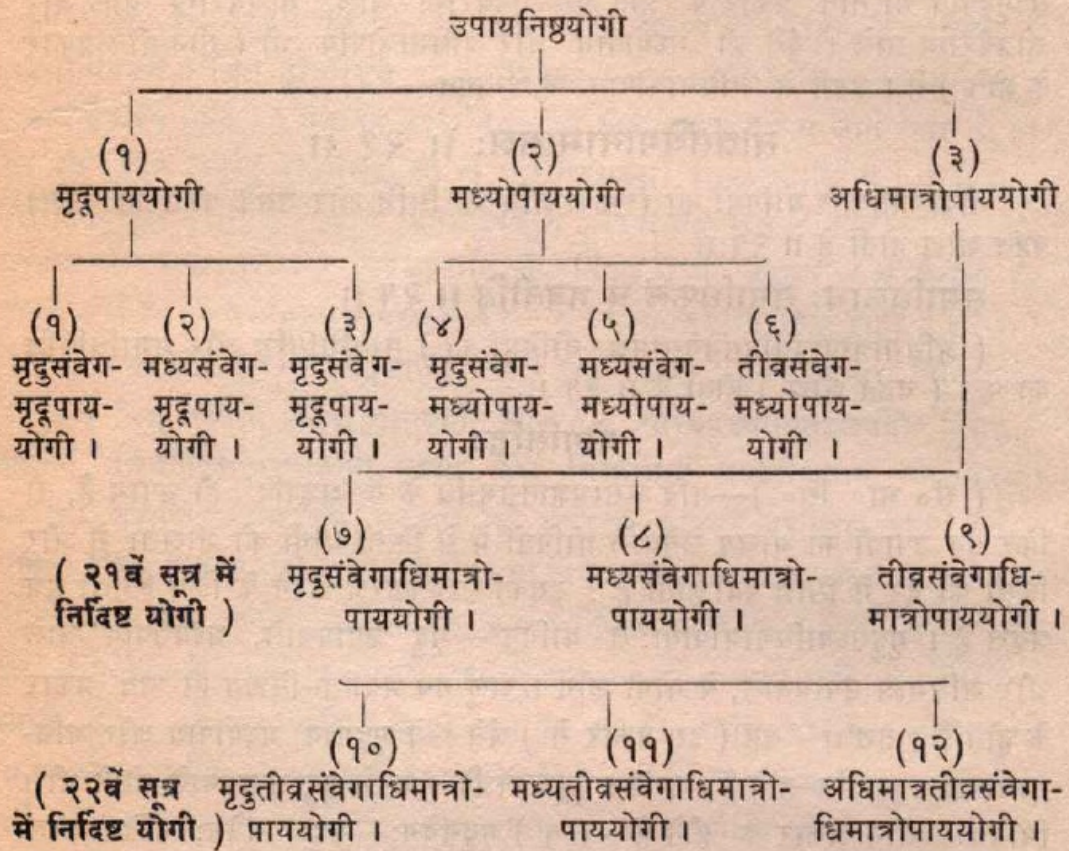 उपायनिष्ठयोगी
(१) (२) (३)
मृदूपाययोगी मध्योपाययोगी अधिमात्रोपाययोगी
(१) (२) (३) (४) (५) (६)
मृदुसंवेग- मध्यसंवेग- मृदुसंवेग- मृदुसंवेग- मध्यसंवेग- तीव्रसंवेग-
मृदूपाय- मृदूपाय- मृदूपाय- मध्योपाय- मध्योपाय- मध्योपाय-
योगी । योगी । योगी । योगी । योगी । योगी ।
(७) (८) (९)
( २१वें सूत्र में मृदुसंवेगाधिमात्रो- मध्यसंवेगाधिमात्रो- तीव्रसंवेगाधि-
निर्दिष्ट योगी ) पाययोगी । पाययोगी । मात्रोपाययोगी ।
(१०) (११) (१२)
( २२वें सूत्र मृदुतीव्रसंवेगाधिमात्रो- मध्यतीव्रसंवेगाधिमात्रो- अधिमत्रतीव्रसंवेगा-
में निर्दिष्ट योगी ) पाययोगी । पाययोगी । धिमात्रोपाययोगी ।